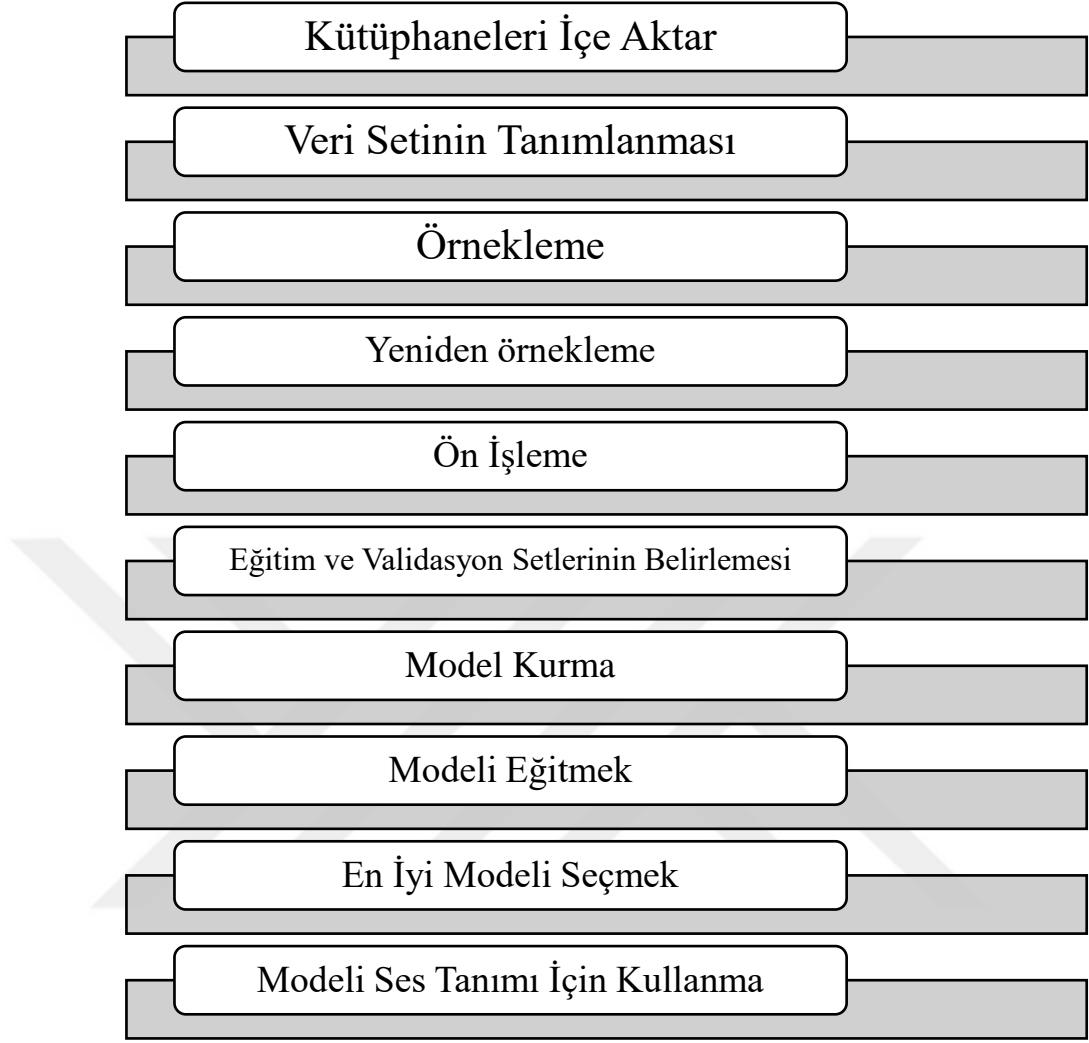 Kütüphaneleri İçe Aktar
Veri Setinin Tanımlanması
Örnekleme
Yeniden örnekleme
Ön İşleme
Eğitim ve Validasyon Setlerinin Belirlemesi
Model Kurma
Modeli Eğitmek
En İyi Modeli Seçmek
Modeli Ses Tanımı İçin Kullanma